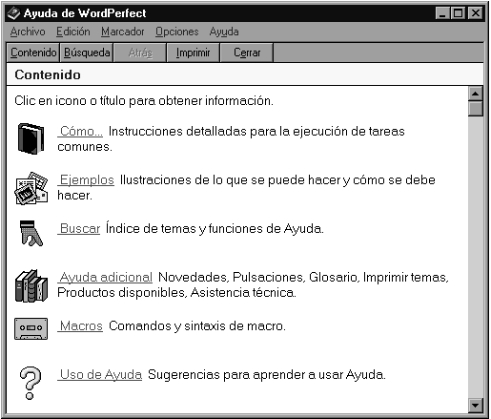 Ayuda de WordPerfect
Archivo Edición Marcador Opciones Ayuda
Contenido Búsqueda Atrás Imprimir Cerrar
Contenido
Clic en icono o título para obtener información.
Cómo... Instrucciones detalladas para la ejecución de tareas
comunes.
Ejemplos Ilustraciones de lo que se puede hacer y cómo se debe
hacer.
Buscar Índice de temas y funciones de Ayuda.
Ayuda adicional Novedades, Pulsaciones, Glosario, Imprimir temas,
Productos disponibles, Asistencia técnica.
Macros Comandos y sintaxis de macro.
Uso de Ayuda Sugerencias para aprender a usar Ayuda.